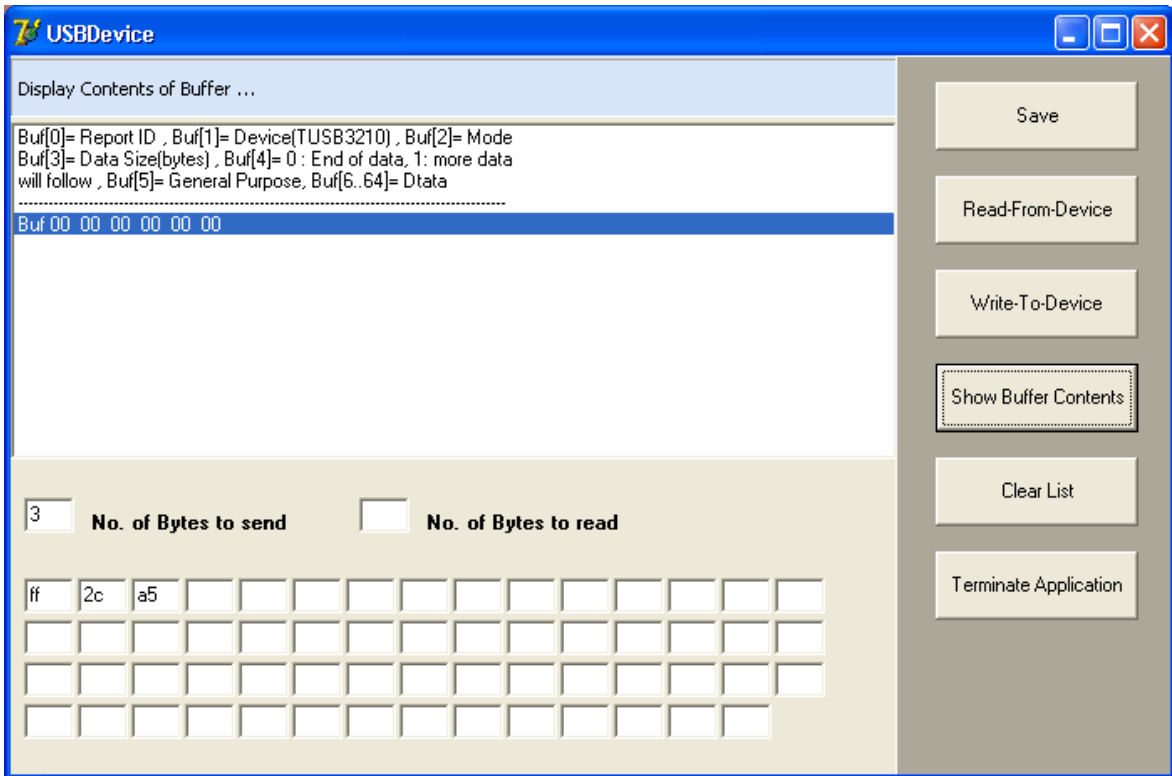 USBDevice
Display Contents of Buffer ...
Buf[0]= Report ID , Buf[1]= Device(TUSB3210) , Buf[2]= Mode
Buf[3]= Data Size(bytes) , Buf[4]= 0 : End of data, 1: more data
will follow , Buf[5]= General Purpose, Buf[6..64]= Dtata
Buf 00 00 00 00 00 00
Save
Read-From-Device
Write-To-Device
Show Buffer Contents
Clear List
Terminate Application
3 No. of Bytes to send No. of Bytes to read
ff 2c a5